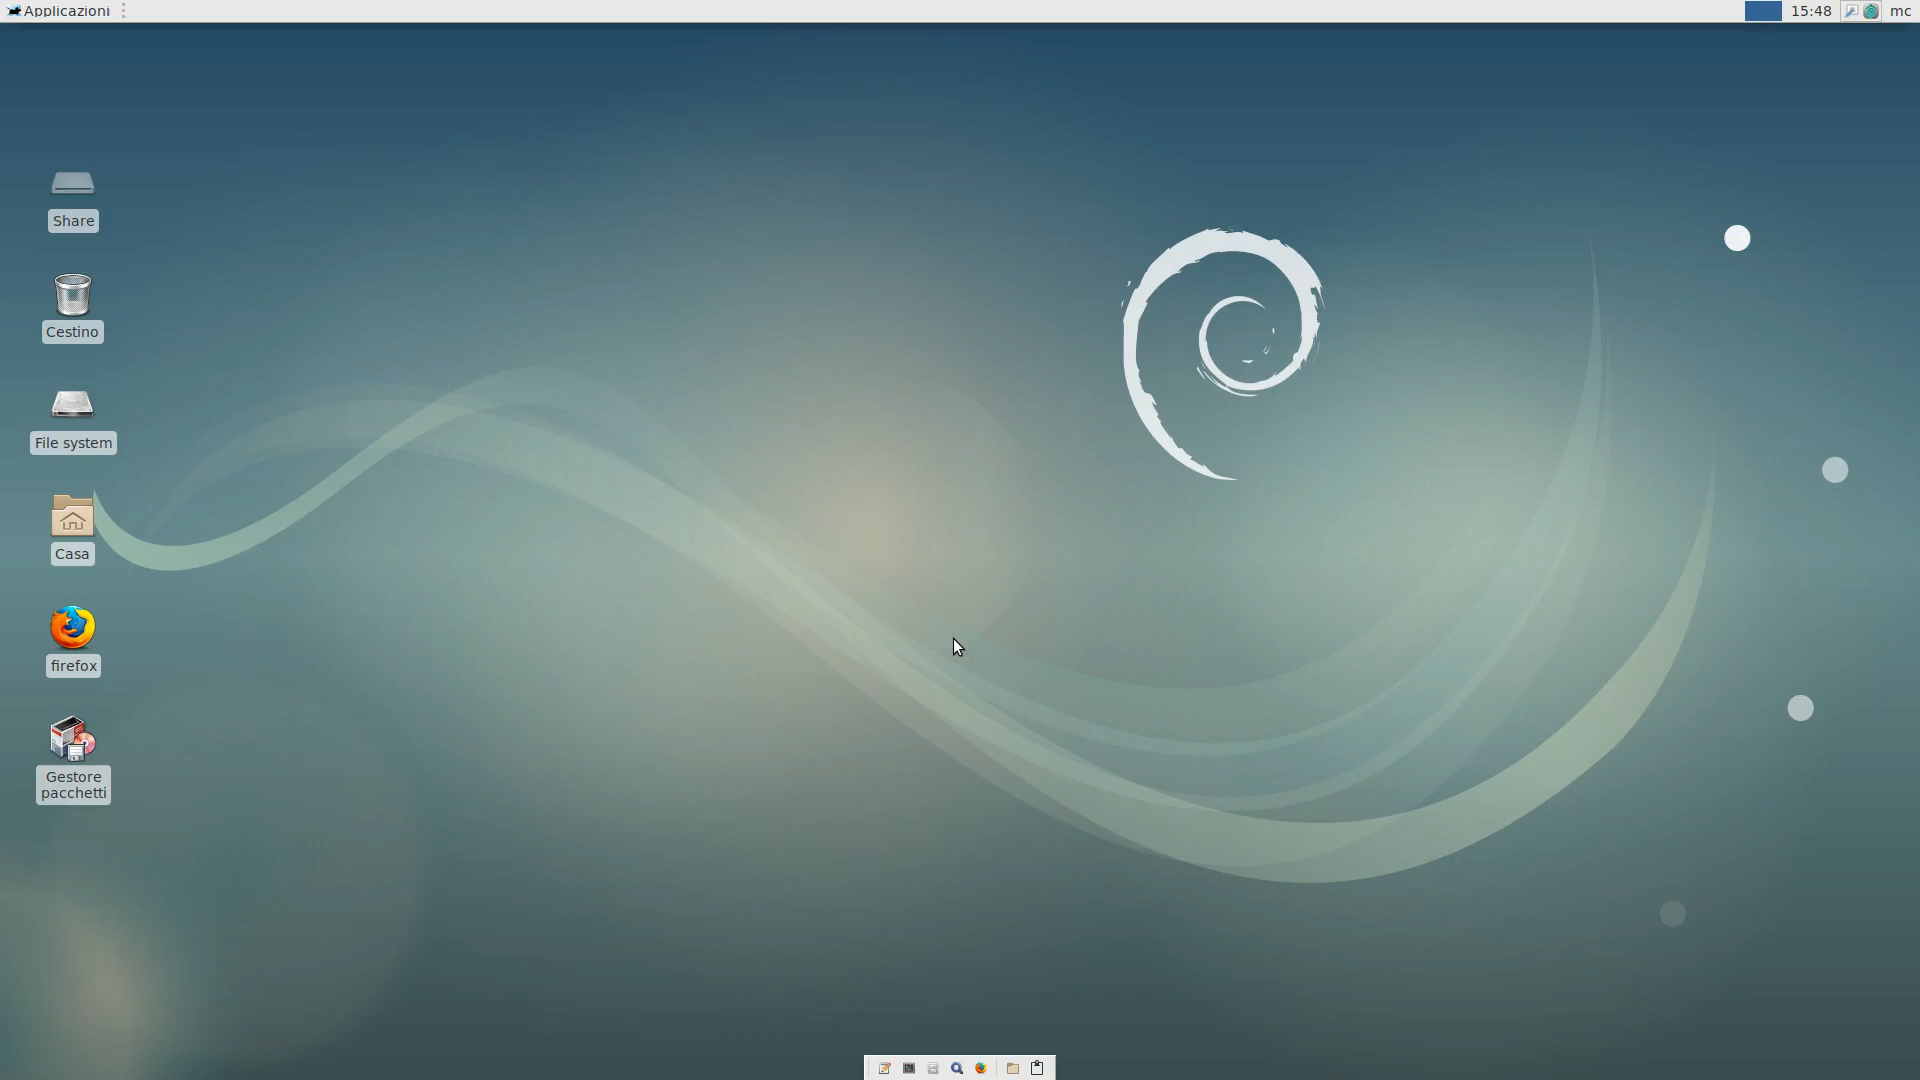 Applicazioni
15:48
mc
Share
Cestino
File system
Casa
firefox
Gestore
pacchetti